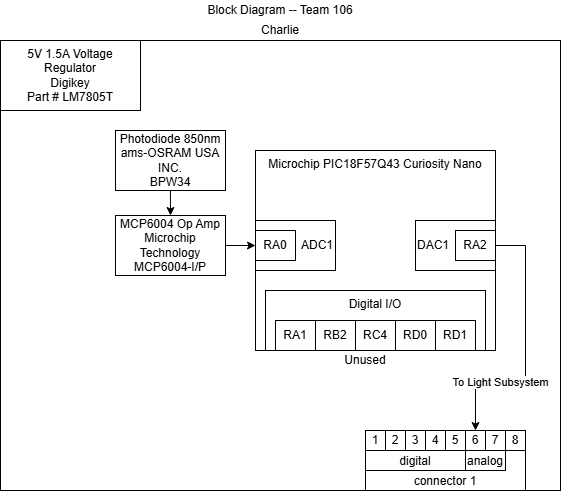 Block Diagram -- Team 106
Charlie
5V 1.5A Voltage
Regulator
Digikey
Part # LM7805T
Photodiode 850nm
ams-OSRAM USA
INC.
BPW34
MCP6004 Op Amp
Microchip
Technology
MCP6004-I/P
Microchip PIC18F57Q43 Curiosity Nano
RA0
ADC1
DAC1
RA2
Digital I/O
RA1
RB2
RC4
RD0
RD1
Unused
To Light Subsystem
1 2 3 4 5 6 7 8
digital
analog
connector 1